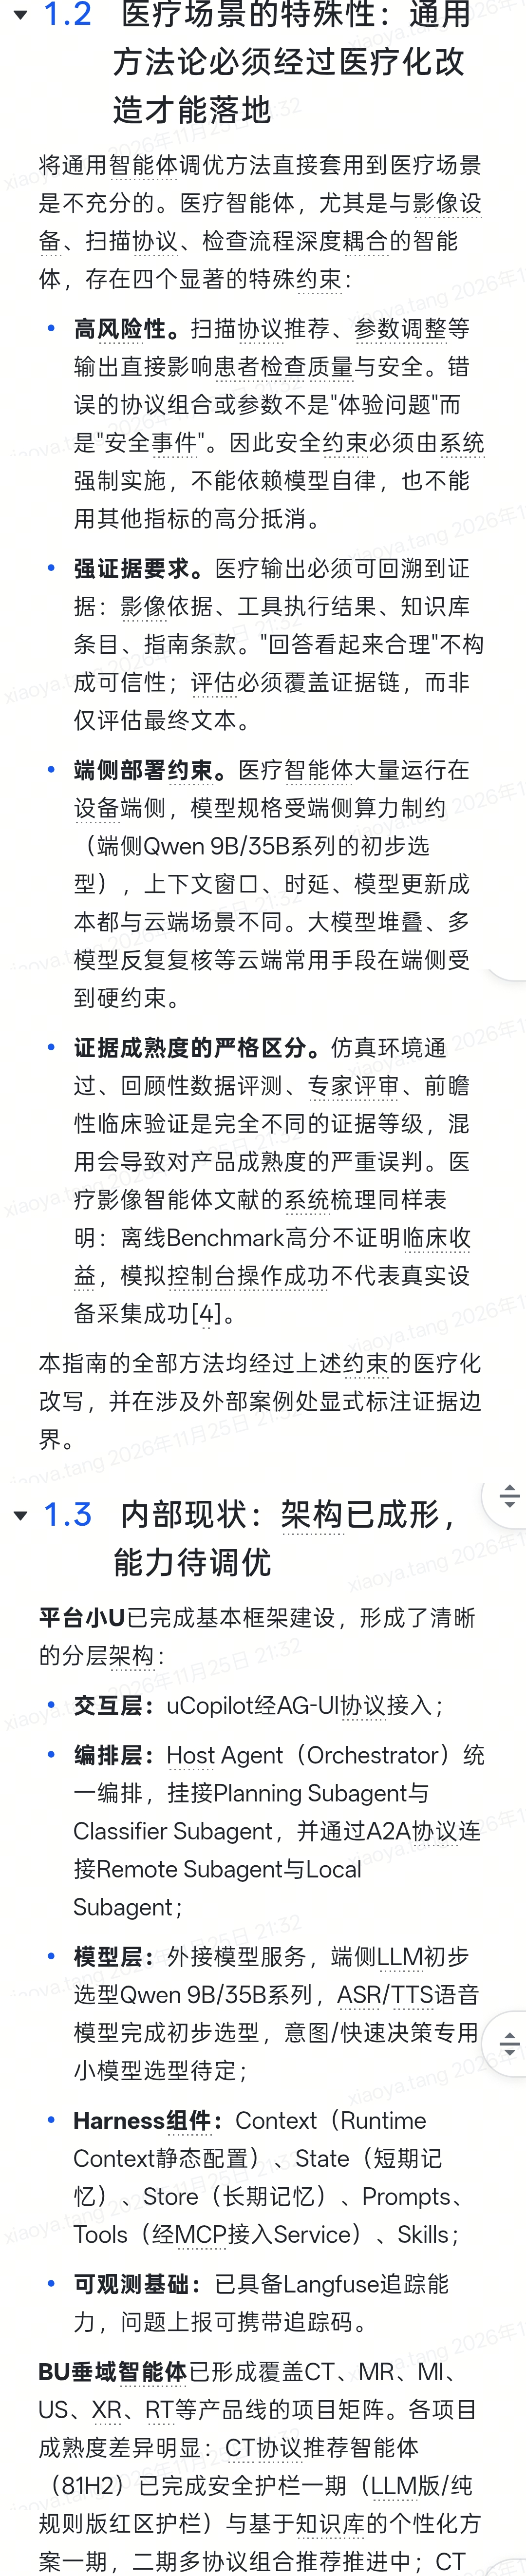 1.2 医疗场景的特殊性：通用
方法论必须经过医疗化改
造才能落地
将通用智能体调优方法直接套用到医疗场景
是不充分的。医疗智能体，尤其是与影像设
备、扫描协议、检查流程深度耦合的智能
体，存在四个显著的特殊约束：
高风险性。扫描协议推荐、参数调整等
输出直接影响患者检查质量与安全。错
误的协议组合或参数不是"体验问题"而
是"安全事件"。因此安全约束必须由系统
强制实施，不能依赖模型自律，也不能
用其他指标的高分抵消。
强证据要求。医疗输出必须可回溯到证
据：影像依据、工具执行结果、知识库
条目、指南条款。"回答看起来合理"不构
成可信性；评估必须覆盖证据链，而非
仅评估最终文本。
端侧部署约束。医疗智能体大量运行在
设备端侧，模型规格受端侧算力制约
（端侧Qwen 9B/35B系列的初步选
型），上下文窗口、时延、模型更新成
本都与云端场景不同。大模型堆叠、多
模型反复复核等云端常用手段在端侧受
到硬约束。
证据成熟度的严格区分。仿真环境通
过、回顾性数据评测、专家评审、前瞻
性临床验证是完全不同的证据等级，混
用会导致对产品成熟度的严重误判。医
疗影像智能体文献的系统梳理同样表
明：离线Benchmark高分不证明临床收
益，模拟控制台操作成功不代表真实设
备采集成功[4]。
本指南的全部方法均经过上述约束的医疗化
改写，并在涉及外部案例处显式标注证据边
界。
1.3 内部现状：架构已成形，
能力待调优
平台小U已完成基本框架建设，形成了清晰
的分层架构：
交互层：uCopilot经AG-UI协议接入；
编排层：Host Agent（Orchestrator）统
一编排，挂接Planning Subagent与
Classifier Subagent，并通过A2A协议连
接Remote Subagent与Local
Subagent；
模型层：外接模型服务，端侧LLM初步
选型Qwen 9B/35B系列，ASR/TTS语音
模型完成初步选型，意图/快速决策专用
小模型选型待定；
Harness组件：Context（Runtime
Context静态配置）、State（短期记
忆）、Store（长期记忆）、Prompts、
Tools（经MCP接入Service）、Skills；
可观测基础：已具备Langfuse追踪能
力，问题上报可携带追踪码。
BU垂域智能体已形成覆盖CT、MR、MI、
US、XR、RT等产品线的项目矩阵。各项目
成熟度差异明显：CT协议推荐智能体
（81H2）已完成安全护栏一期（LLM版/纯
规则版红区护栏）与基于知识库的个性化方
案一期，二期多协议组合推荐推进中；CT
xiaoya.tang 2026年11月25日 21:32